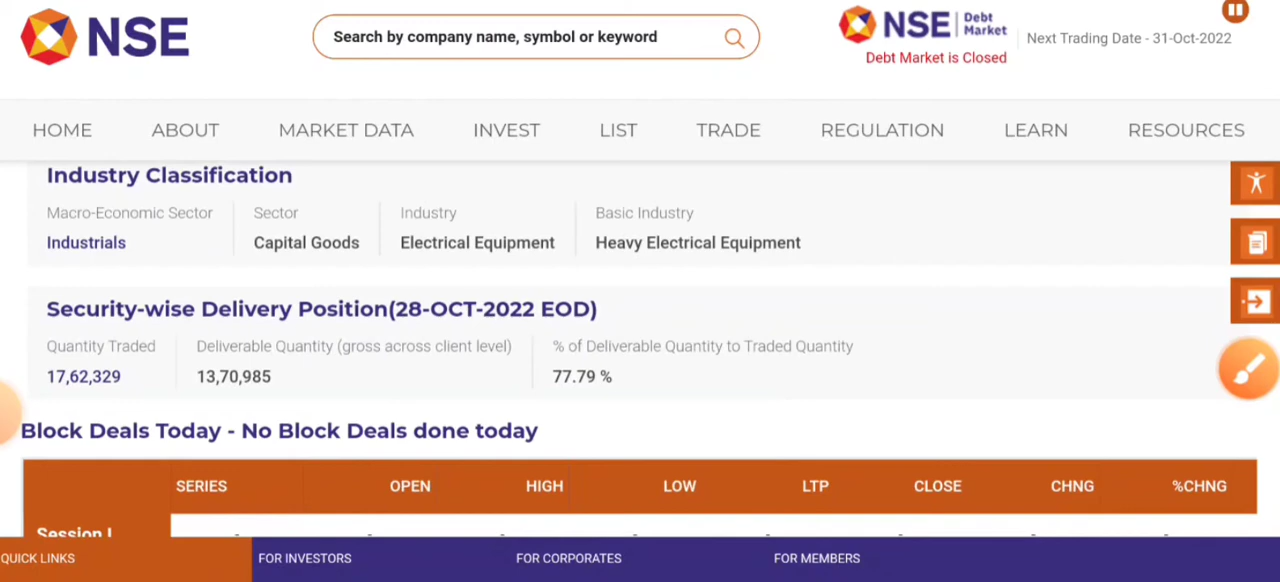 NSE
Search by company name, symbol or keyword
NSE Debt Market
Debt Market is Closed
Next Trading Date - 31-Oct-2022
HOME ABOUT MARKET DATA INVEST LIST TRADE REGULATION LEARN RESOURCES
Industry Classification
Macro-Economic Sector Sector Industry Basic Industry
Industrials Capital Goods Electrical Equipment Heavy Electrical Equipment
Security-wise Delivery Position(28-OCT-2022 EOD)
Quantity Traded Deliverable Quantity (gross across client level) % of Deliverable Quantity to Traded Quantity
17,62,329 13,70,985 77.79 %
Block Deals Today - No Block Deals done today
SERIES OPEN HIGH LOW LTP CLOSE CHNG %CHNG
Session I
QUICK LINKS FOR INVESTORS FOR CORPORATES FOR MEMBERS